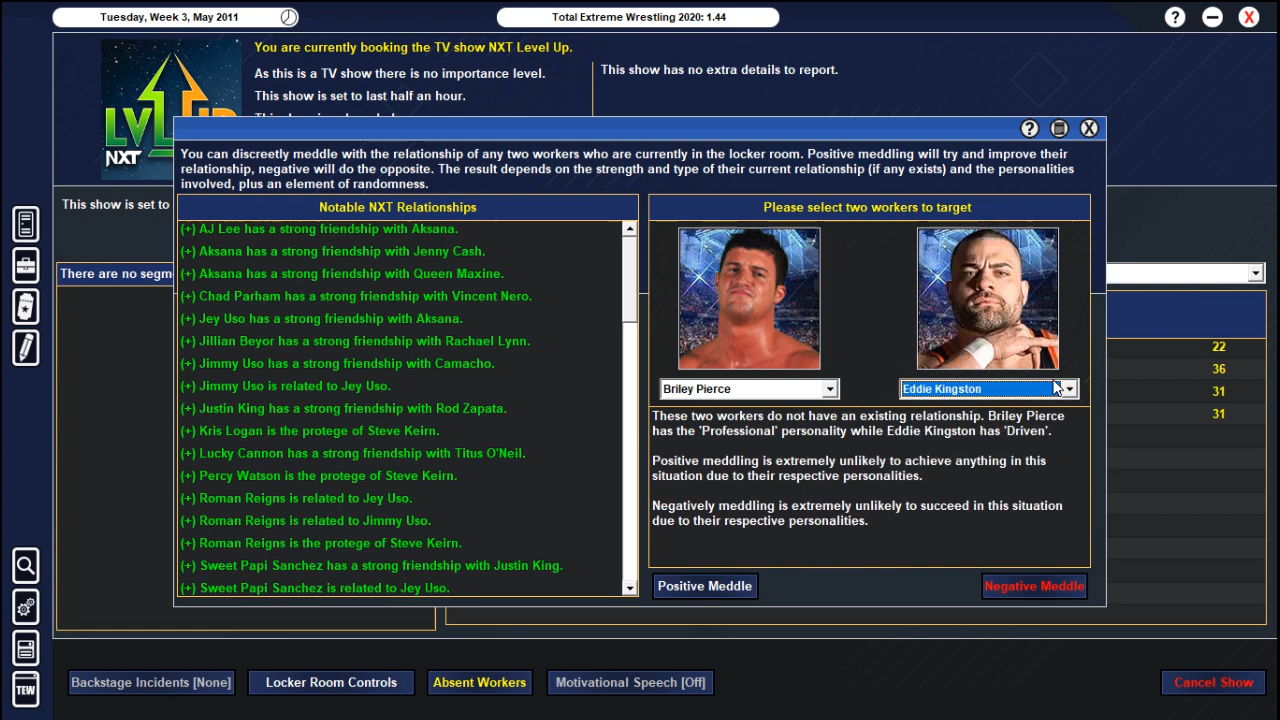 Tuesday, Week 3, May 2011
Total Extreme Wrestling 2020: 1.44
You are currently booking the TV show NXT Level Up.
As this is a TV show there is no importance level.
This show is set to last half an hour.
This show has no extra details to report.
LVL UP
NXT
You can discreetly meddle with the relationship of any two workers who are currently in the locker room. Positive meddling will try and improve their
relationship, negative will do the opposite. The result depends on the strength and type of their current relationship (if any exists) and the personalities
involved, plus an element of randomness.
This show is set to
Notable NXT Relationships
Please select two workers to target
(+) AJ Lee has a strong friendship with Aksana.
(+) Aksana has a strong friendship with Jenny Cash.
(+) Aksana has a strong friendship with Queen Maxine.
(+) Chad Parham has a strong friendship with Vincent Nero.
(+) Jey Uso has a strong friendship with Aksana.
(+) Jillian Beyor has a strong friendship with Rachael Lynn.
(+) Jimmy Uso has a strong friendship with Camacho.
(+) Jimmy Uso is related to Jey Uso.
(+) Justin King has a strong friendship with Rod Zapata.
(+) Kris Logan is the protege of Steve Keirn.
(+) Lucky Cannon has a strong friendship with Titus O'Neil.
(+) Percy Watson is the protege of Steve Keirn.
(+) Roman Reigns is related to Jey Uso.
(+) Roman Reigns is related to Jimmy Uso.
(+) Roman Reigns is the protege of Steve Keirn.
(+) Sweet Papi Sanchez has a strong friendship with Justin King.
(+) Sweet Papi Sanchez is related to Jey Uso.
There are no segm
Briley Pierce
Eddie Kingston
These two workers do not have an existing relationship. Briley Pierce
has the 'Professional' personality while Eddie Kingston has 'Driven'.
Positive meddling is extremely unlikely to achieve anything in this
situation due to their respective personalities.
Negatively meddling is extremely unlikely to succeed in this situation
due to their respective personalities.
Positive Meddle
Negative Meddle
22
36
31
31
TEW
Backstage Incidents [None]
Locker Room Controls
Absent Workers
Motivational Speech [Off]
Cancel Show